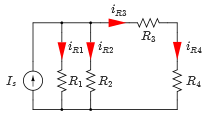 i_{R3}
i_{R1} i_{R2} R_3 i_{R4}
I_s R_1 R_2 R_4